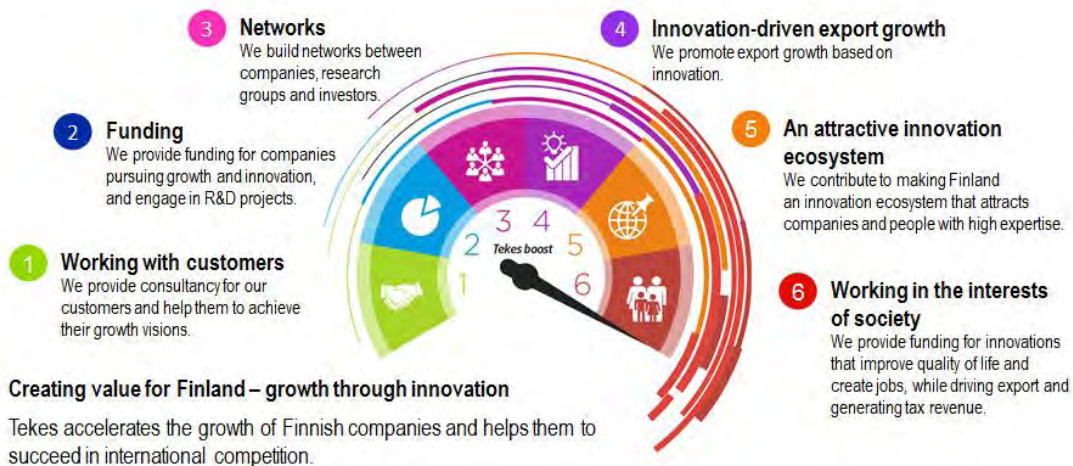 3
Networks
We build networks between
companies, research
groups and investors.
4
Innovation-driven export growth
We promote export growth based on
innovation.
2
Funding
We provide funding for companies
pursuing growth and innovation,
and engage in R&D projects.
5
An attractive innovation
ecosystem
We contribute to making Finland
an innovation ecosystem that attracts
companies and people with high expertise.
1
Working with customers
We provide consultancy for our
customers and help them to achieve
their growth visions.
6
Working in the interests
of society
We provide funding for innovations
that improve quality of life and
create jobs, while driving export and
generating tax revenue.
3 4
2 Tekes boost 5
1 6
Creating value for Finland – growth through innovation
Tekes accelerates the growth of Finnish companies and helps them to
succeed in international competition.